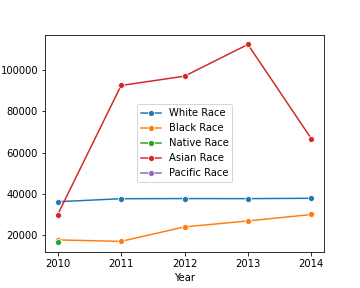 100000
80000
60000
40000
20000
White Race
Black Race
Native Race
Asian Race
Pacific Race
2010 2011 2012 2013 2014
Year